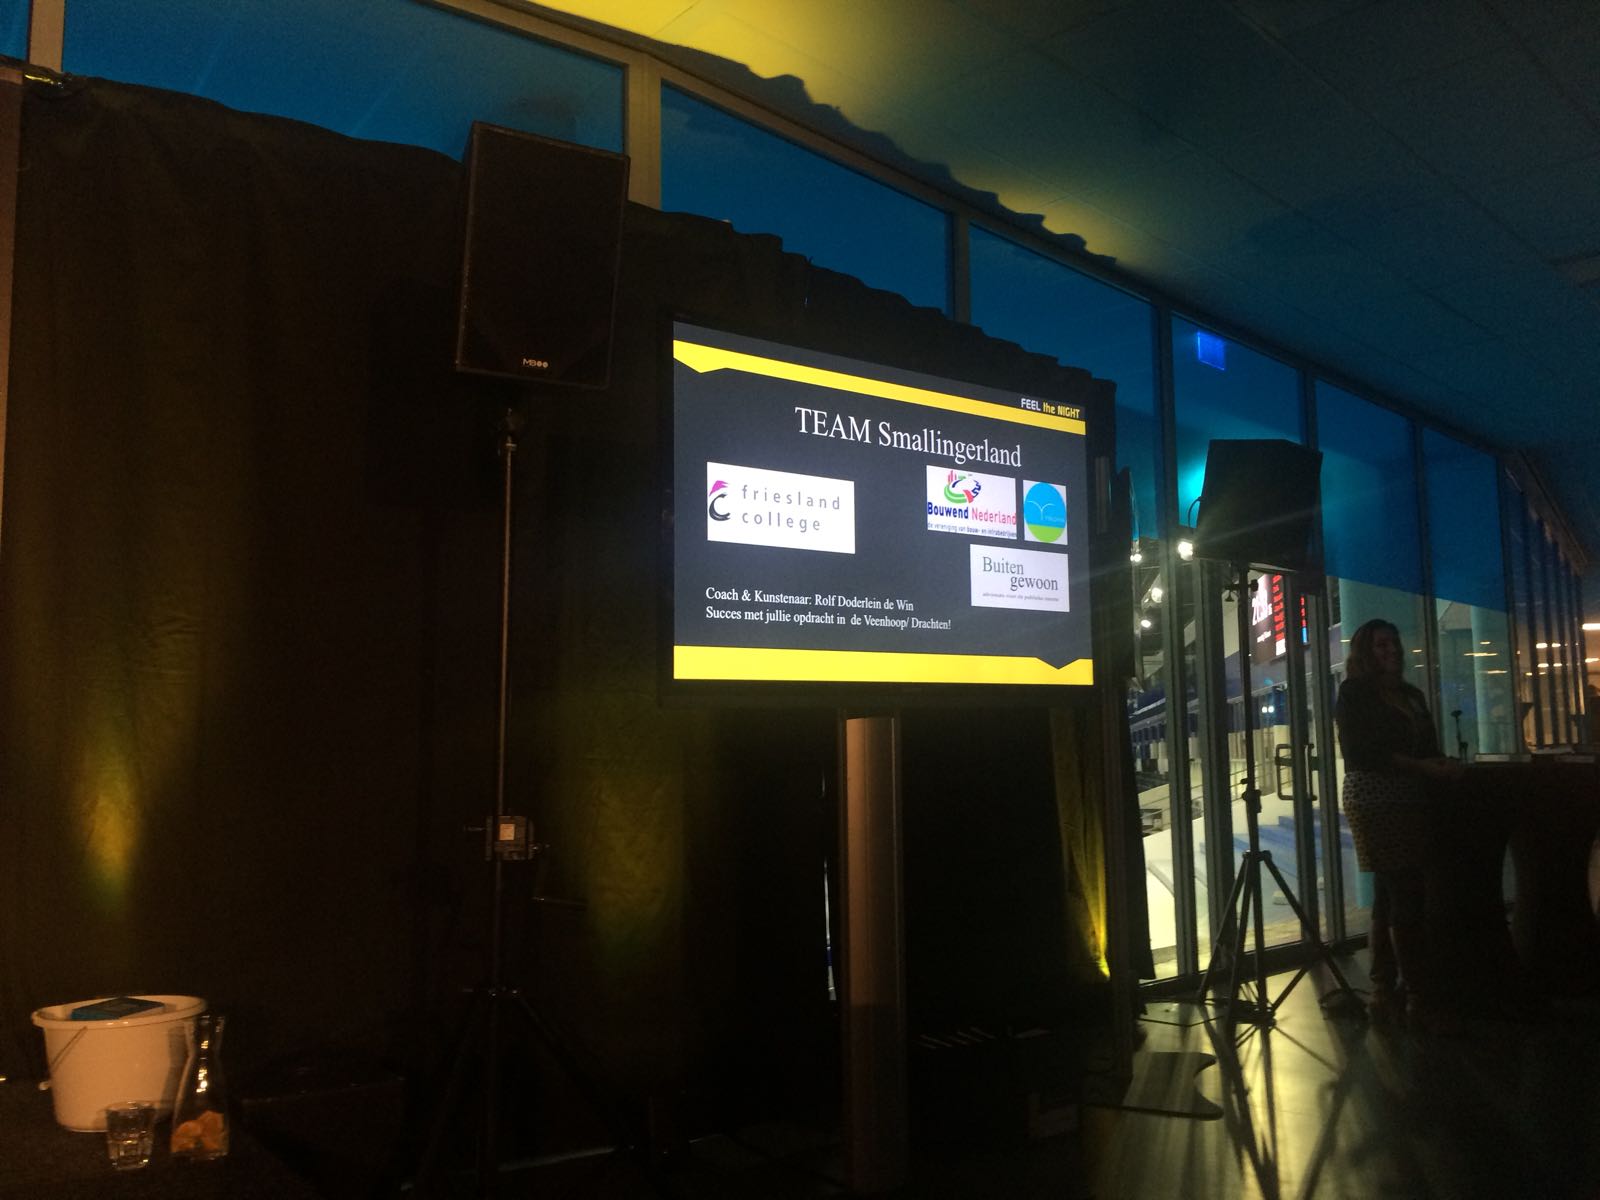 FEEL the NIGHT
TEAM Smallingerland
friesland
college
Bouwend Nederland
de vereniging van bouw- en infrabedrijven
Buiten
gewoon
Coach & Kunstenaar: Rolf Doderlein de Win
Succes met jullie opdracht in de Veenhoop/ Drachten!